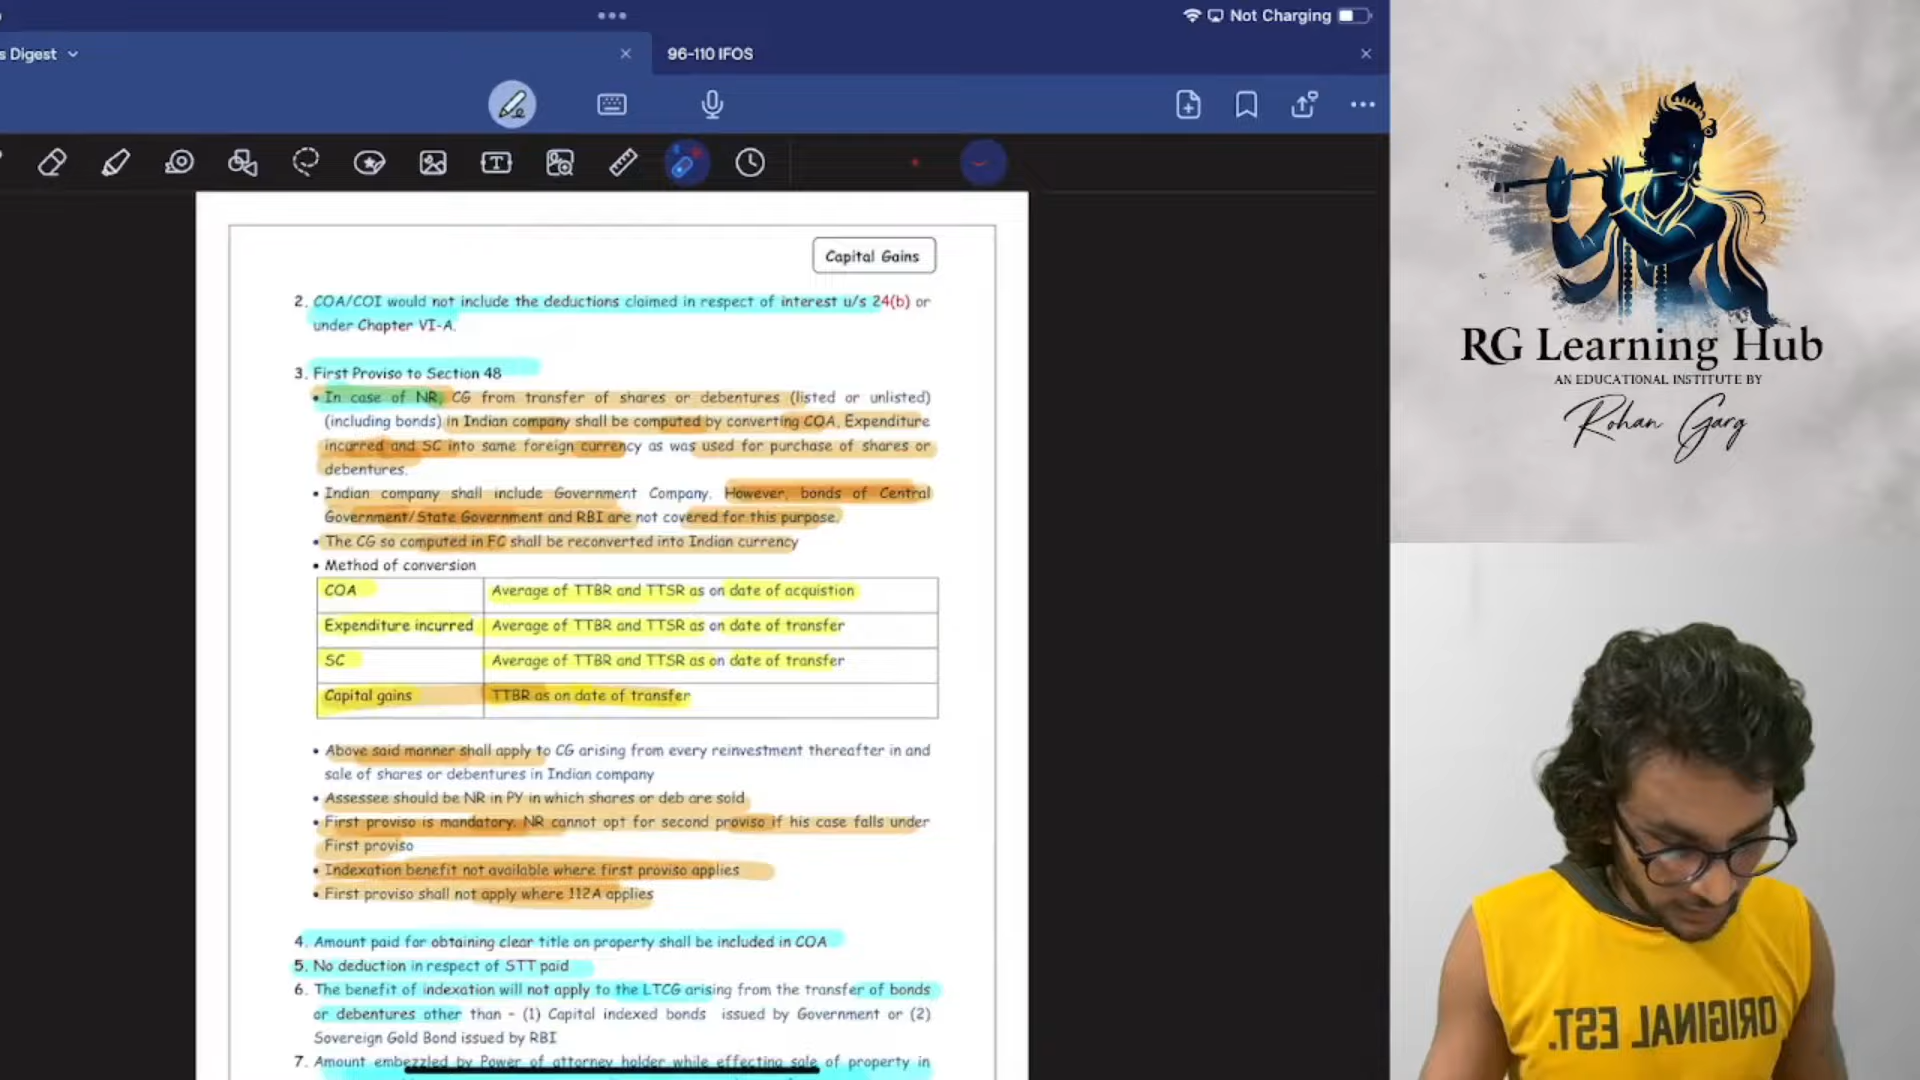 Not Charging
s Digest
96-110 IFOS
Capital Gains
2. COA/COI would not include the deductions claimed in respect of interest u/s 24(b) or
under Chapter VI-A.
3. First Proviso to Section 48
• In case of NR, CG from transfer of shares or debentures (listed or unlisted)
(including bonds) in Indian company shall be computed by converting COA, Expenditure
incurred and SC into same foreign currency as was used for purchase of shares or
debentures.
• Indian company shall include Government Company. However, bonds of Central
Government/State Government and RBI are not covered for this purpose.
• The CG so computed in FC shall be reconverted into Indian currency
• Method of conversion
COA Average of TTBR and TTSR as on date of acquistion
Expenditure incurred Average of TTBR and TTSR as on date of transfer
SC Average of TTBR and TTSR as on date of transfer
Capital gains TTBR as on date of transfer
• Above said manner shall apply to CG arising from every reinvestment thereafter in and
sale of shares or debentures in Indian company
• Assessee should be NR in PY in which shares or deb are sold
• First proviso is mandatory. NR cannot opt for second proviso if his case falls under
First proviso
• Indexation benefit not available where first proviso applies
• First proviso shall not apply where 112A applies
4. Amount paid for obtaining clear title on property shall be included in COA
5. No deduction in respect of STT paid
6. The benefit of indexation will not apply to the LTCG arising from the transfer of bonds
or debentures other than - (1) Capital indexed bonds issued by Government or (2)
Sovereign Gold Bond issued by RBI
7. Amount embezzled by Power of attorney holder while effecting sale of property in
RG Learning Hub
AN EDUCATIONAL INSTITUTE BY
Rohan Garg
ORIGINAL EST.